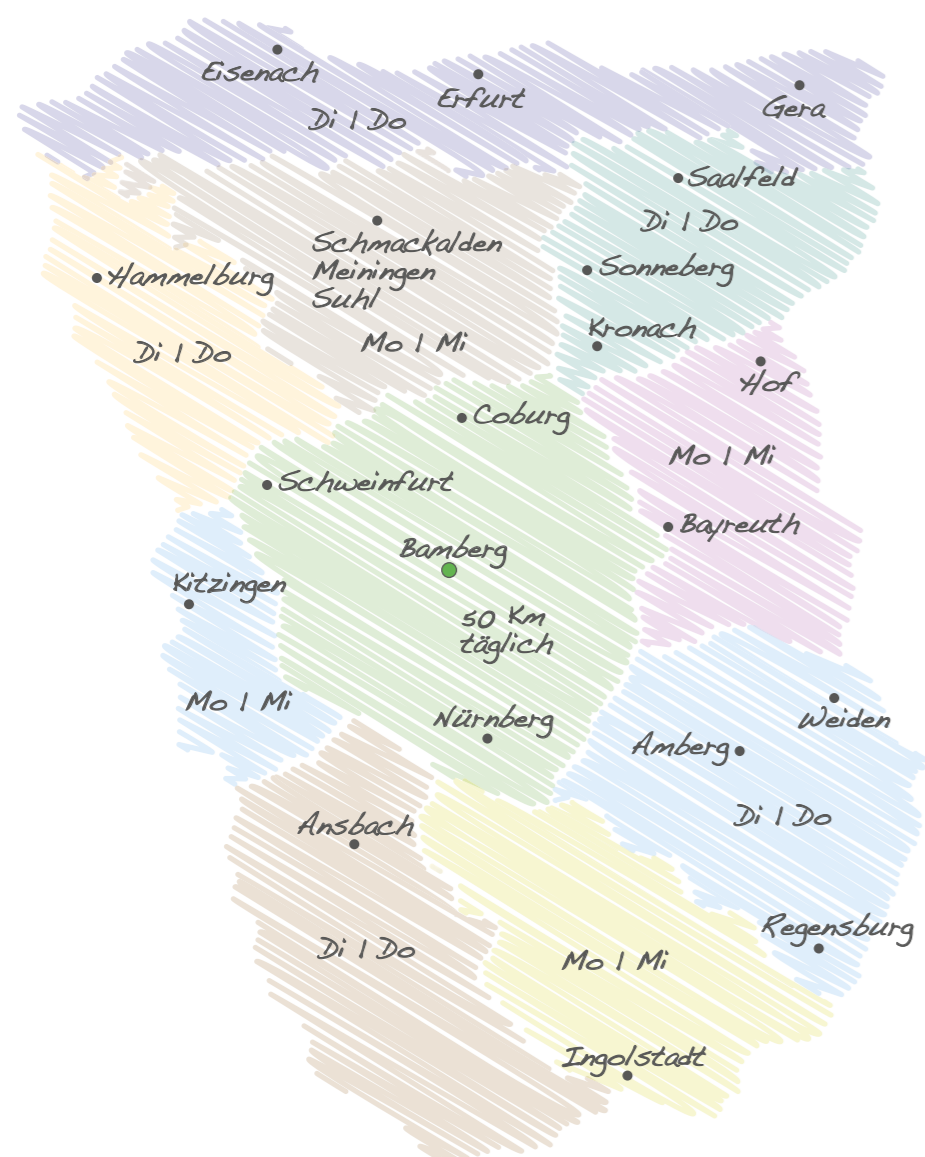 Eisenach
Erfurt
Gera
Di | Do
Saalfeld
Di | Do
Schmackalden
Meiningen
Suhl
Mo | Mi
Sonneberg
Hammelburg
Di | Do
Kronach
Hof
Mo | Mi
Coburg
Schweinfurt
Bayreuth
Bamberg
50 Km
täglich
Kitzingen
Mo | Mi
Nürnberg
Weiden
Amberg
Di | Do
Ansbach
Regensburg
Di | Do
Mo | Mi
Ingolstadt